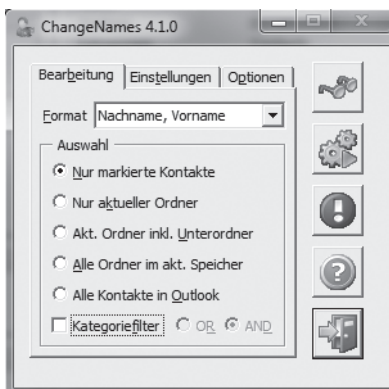 ChangeNames 4.1.0
Bearbeitung Einstellungen Optionen
Format Nachname, Vorname
Auswahl
Nur markierte Kontakte
Nur aktueller Ordner
Akt. Ordner inkl. Unterordner
Alle Ordner im akt. Speicher
Alle Kontakte in Outlook
Kategoriefilter OR AND